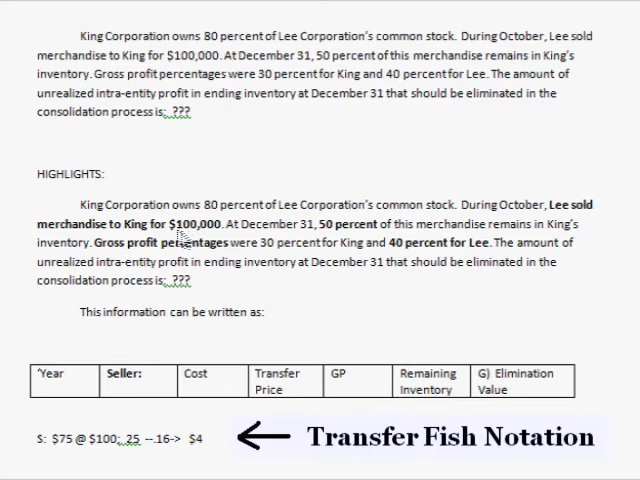 King Corporation owns 80 percent of Lee Corporation's common stock. During October, Lee sold
merchandise to King for $100,000. At December 31, 50 percent of this merchandise remains in King's
inventory. Gross profit percentages were 30 percent for King and 40 percent for Lee. The amount of
unrealized intra-entity profit in ending inventory at December 31 that should be eliminated in the
consolidation process is; ???
HIGHLIGHTS:
King Corporation owns 80 percent of Lee Corporation's common stock. During October, Lee sold
merchandise to King for $100,000. At December 31, 50 percent of this merchandise remains in King's
inventory. Gross profit percentages were 30 percent for King and 40 percent for Lee. The amount of
unrealized intra-entity profit in ending inventory at December 31 that should be eliminated in the
consolidation process is; ???
This information can be written as:
'Year Seller: Cost Transfer GP Remaining G) Elimination
Price Inventory Value
S: $75 @ $100; 25 --.16-> $4 Transfer Fish Notation